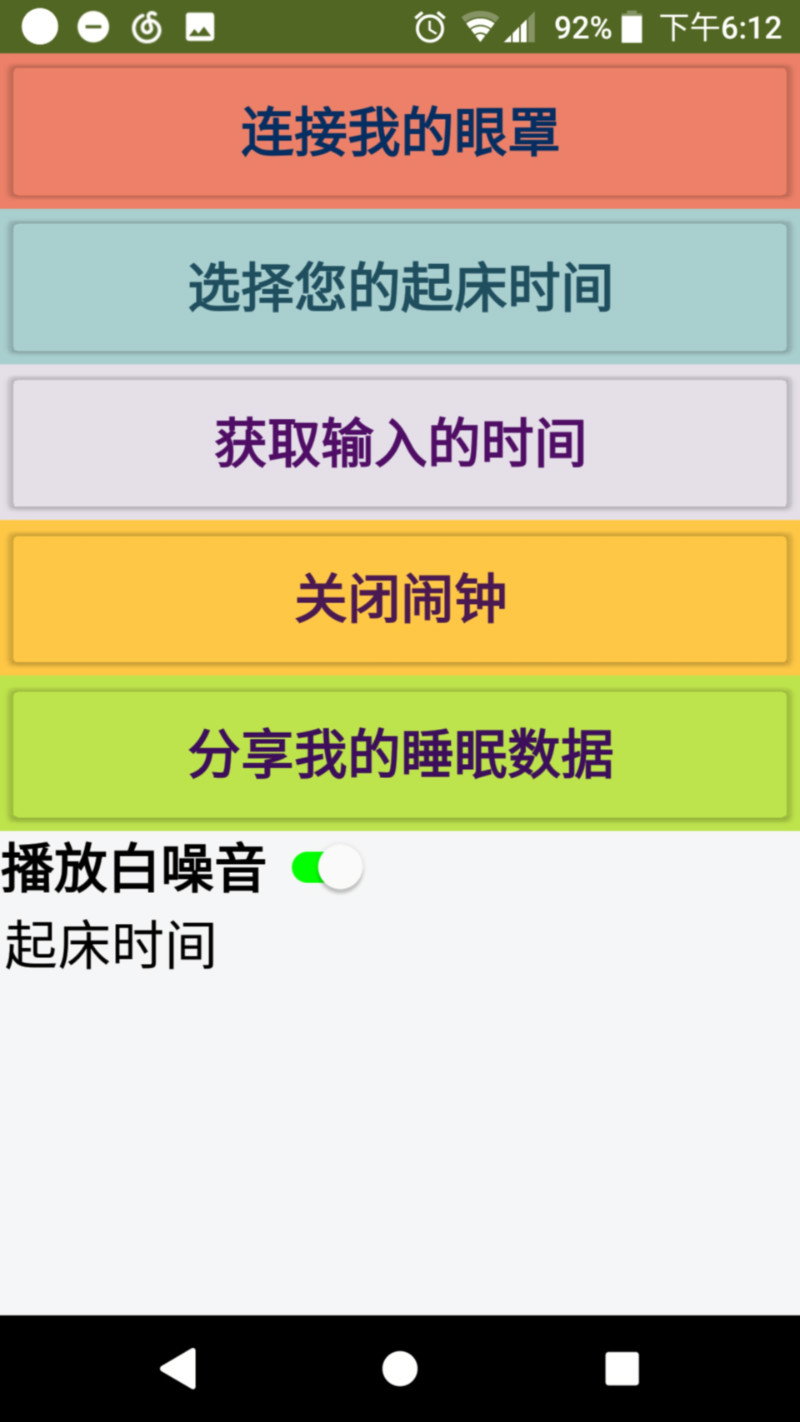 92% 下午6:12
连接我的眼罩
选择您的起床时间
获取输入的时间
关闭闹钟
分享我的睡眠数据
播放白噪音
起床时间